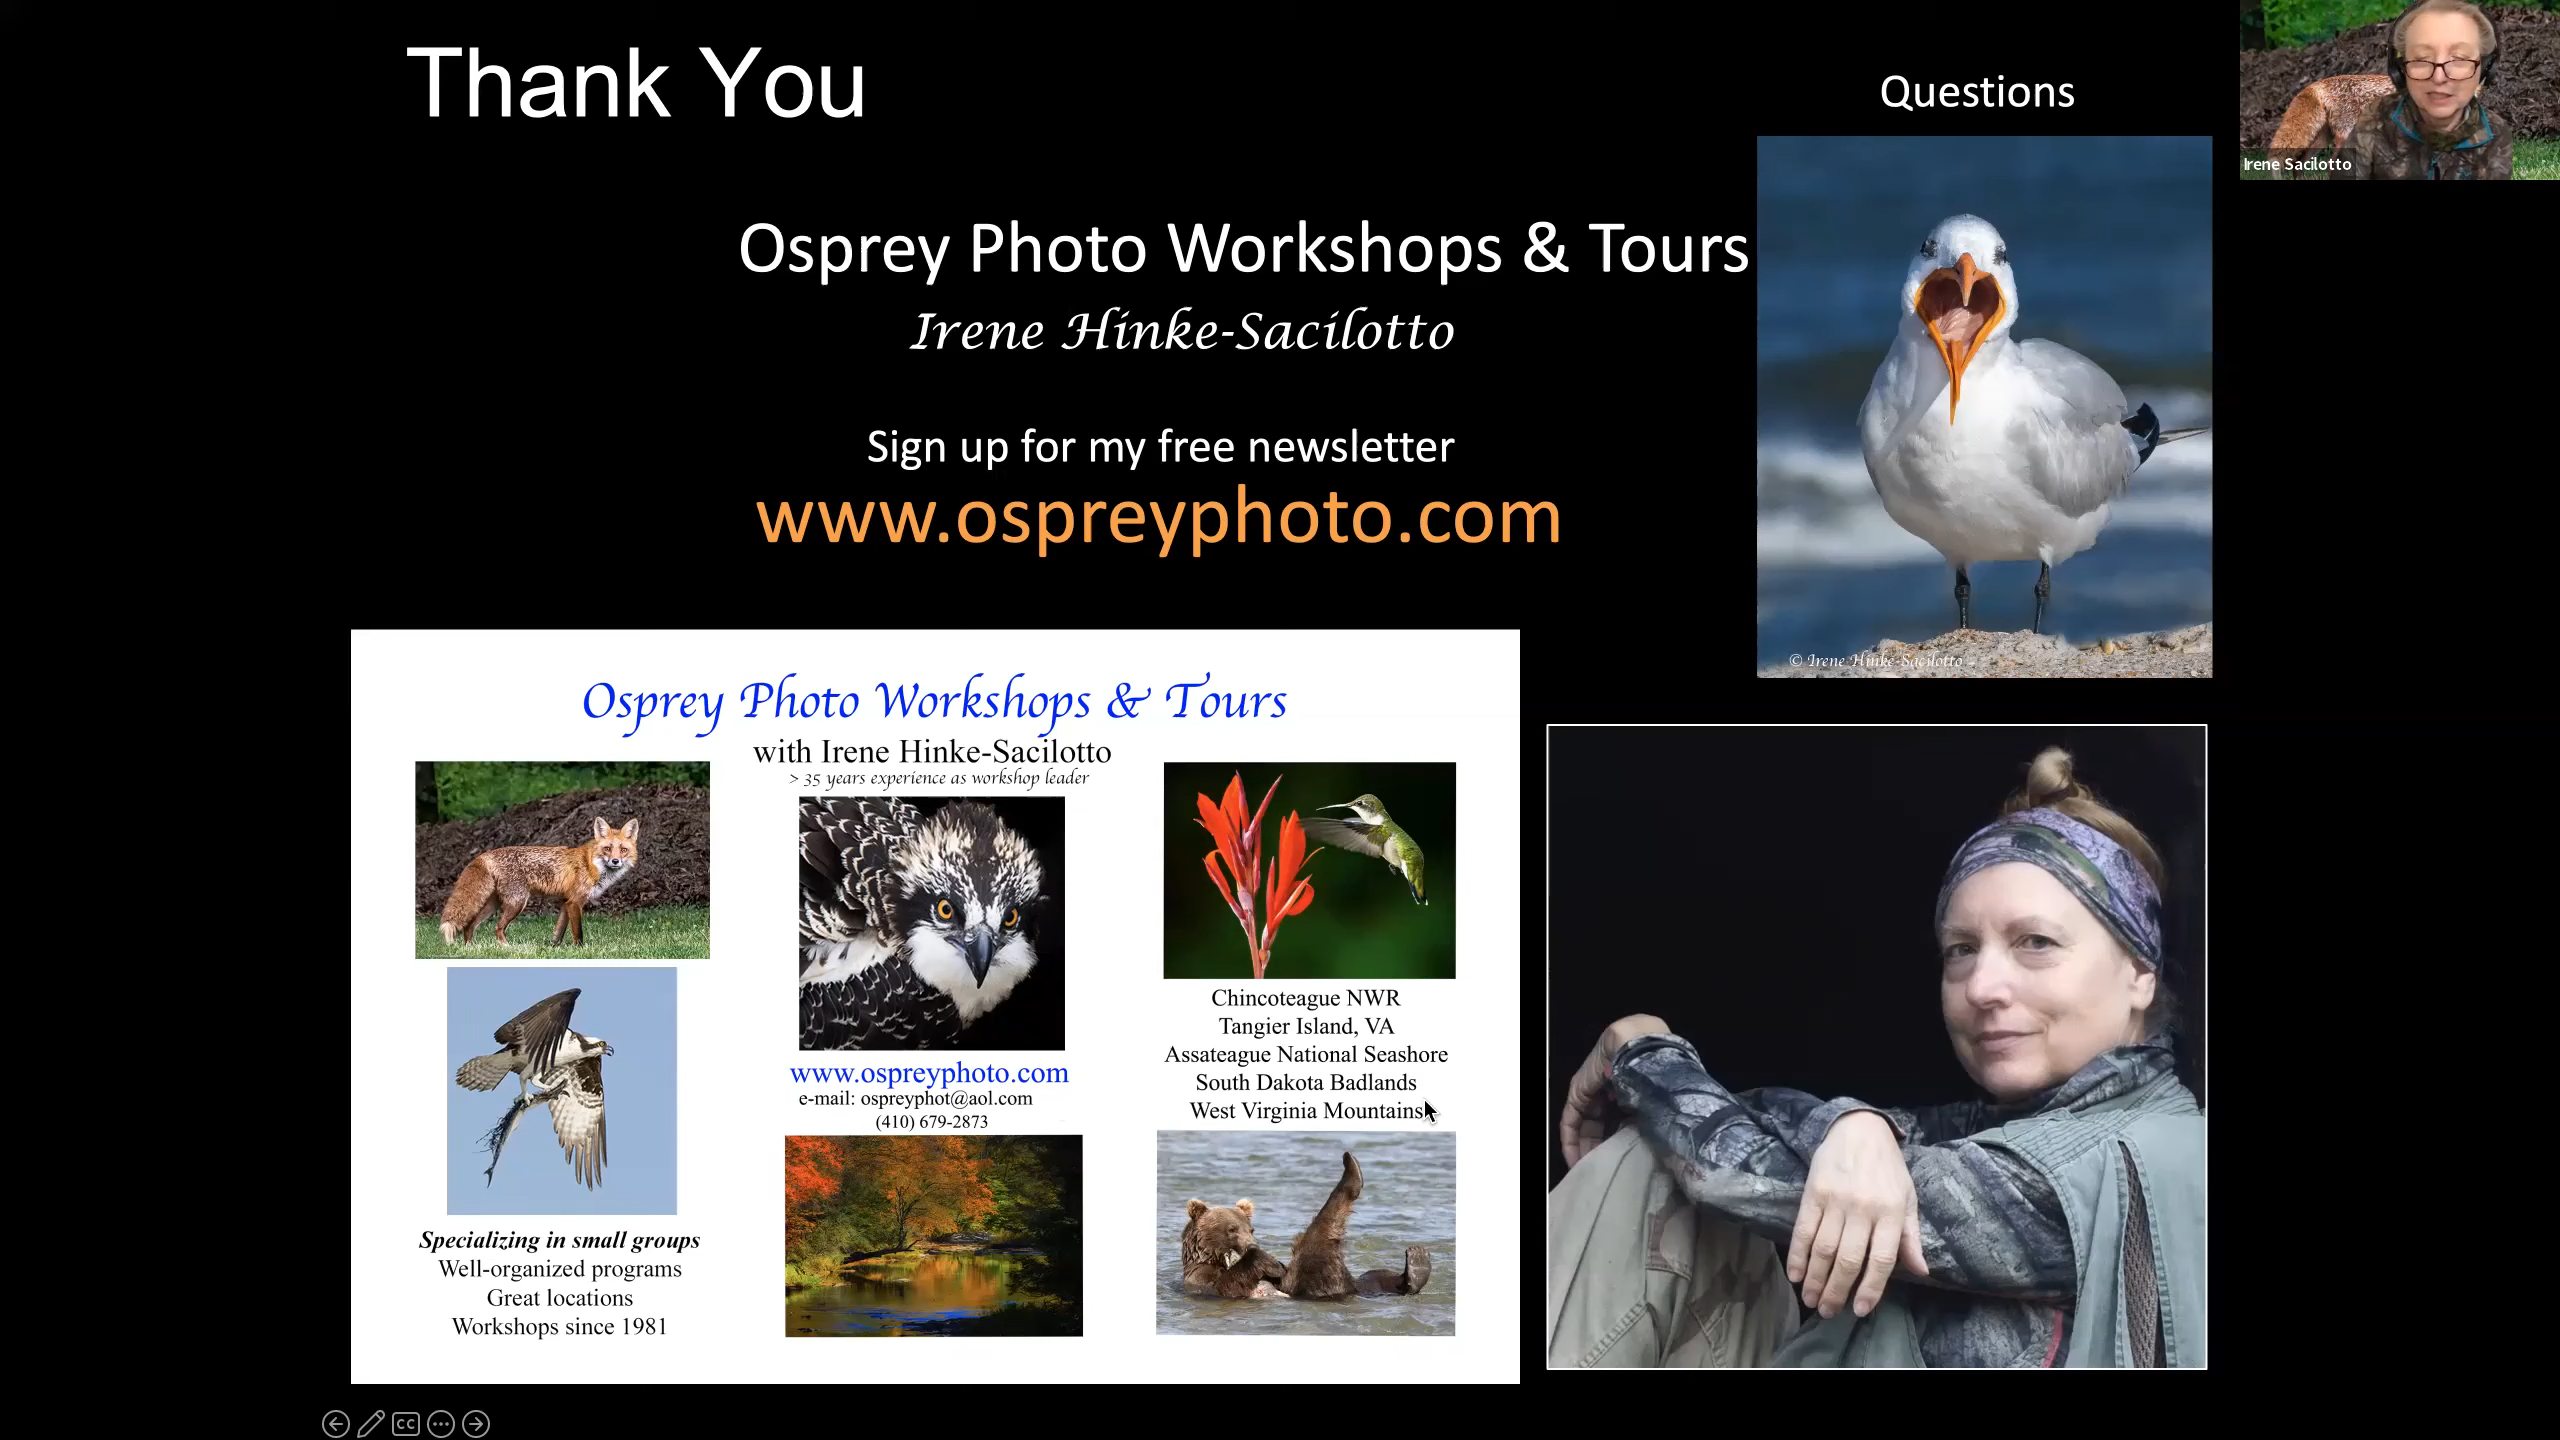 Thank You
Questions
Irene Sacilotto
Osprey Photo Workshops & Tours
Irene Hinke-Sacilotto
Sign up for my free newsletter
www.ospreyphoto.com
© Irene Hinke-Sacilotto
Osprey Photo Workshops & Tours
with Irene Hinke-Sacilotto
> 35 years experience as workshop leader
www.ospreyphoto.com
e-mail: ospreyphot@aol.com
(410) 679-2873
Chincoteague NWR
Tangier Island, VA
Assateague National Seashore
South Dakota Badlands
West Virginia Mountains
Specializing in small groups
Well-organized programs
Great locations
Workshops since 1981
CC